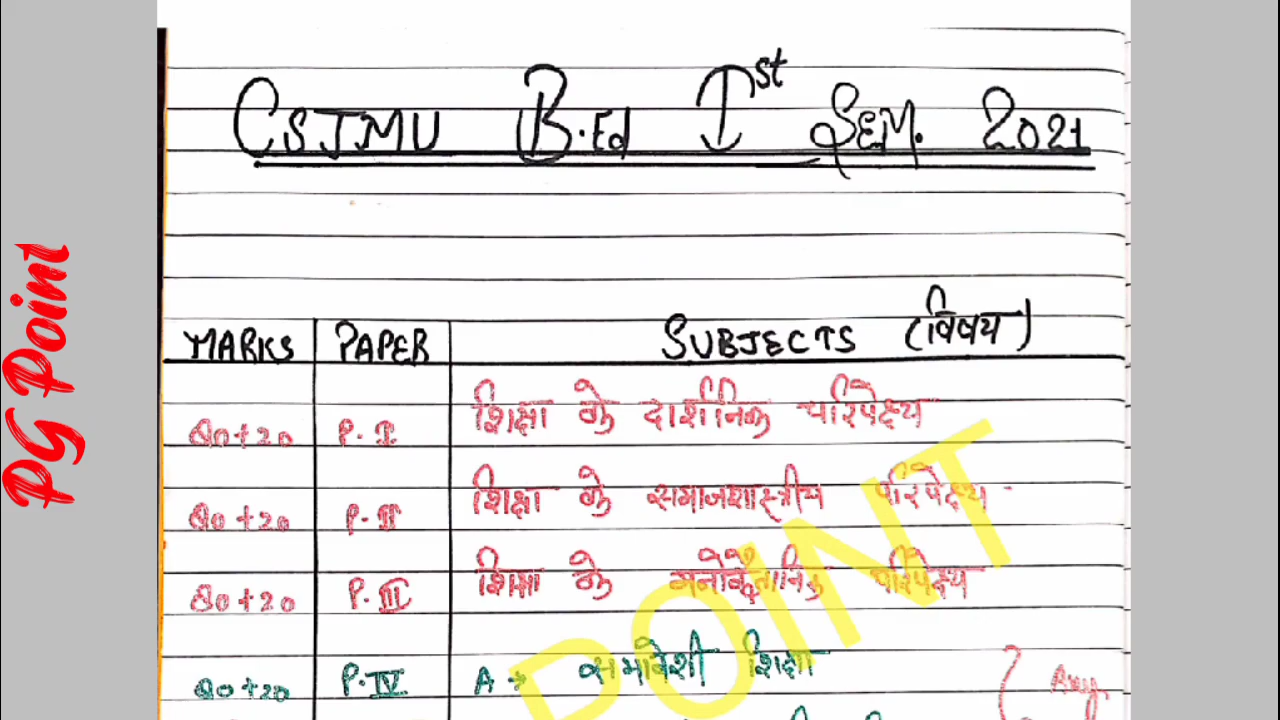 CSJMU B.Ed Ist SEM. 2021
MARKS PAPER SUBJECTS (विषय)
80+20 P.I शिक्षा के दार्शनिक परिपेक्ष्य
80+20 P.II शिक्षा के समाजशास्त्रीय परिपेक्ष्य
80+20 P.III शिक्षा के मनोवैज्ञानिक परिपेक्ष्य
80+20 P.IV A → समावेशी शिक्षा Any
PG Point
POINT